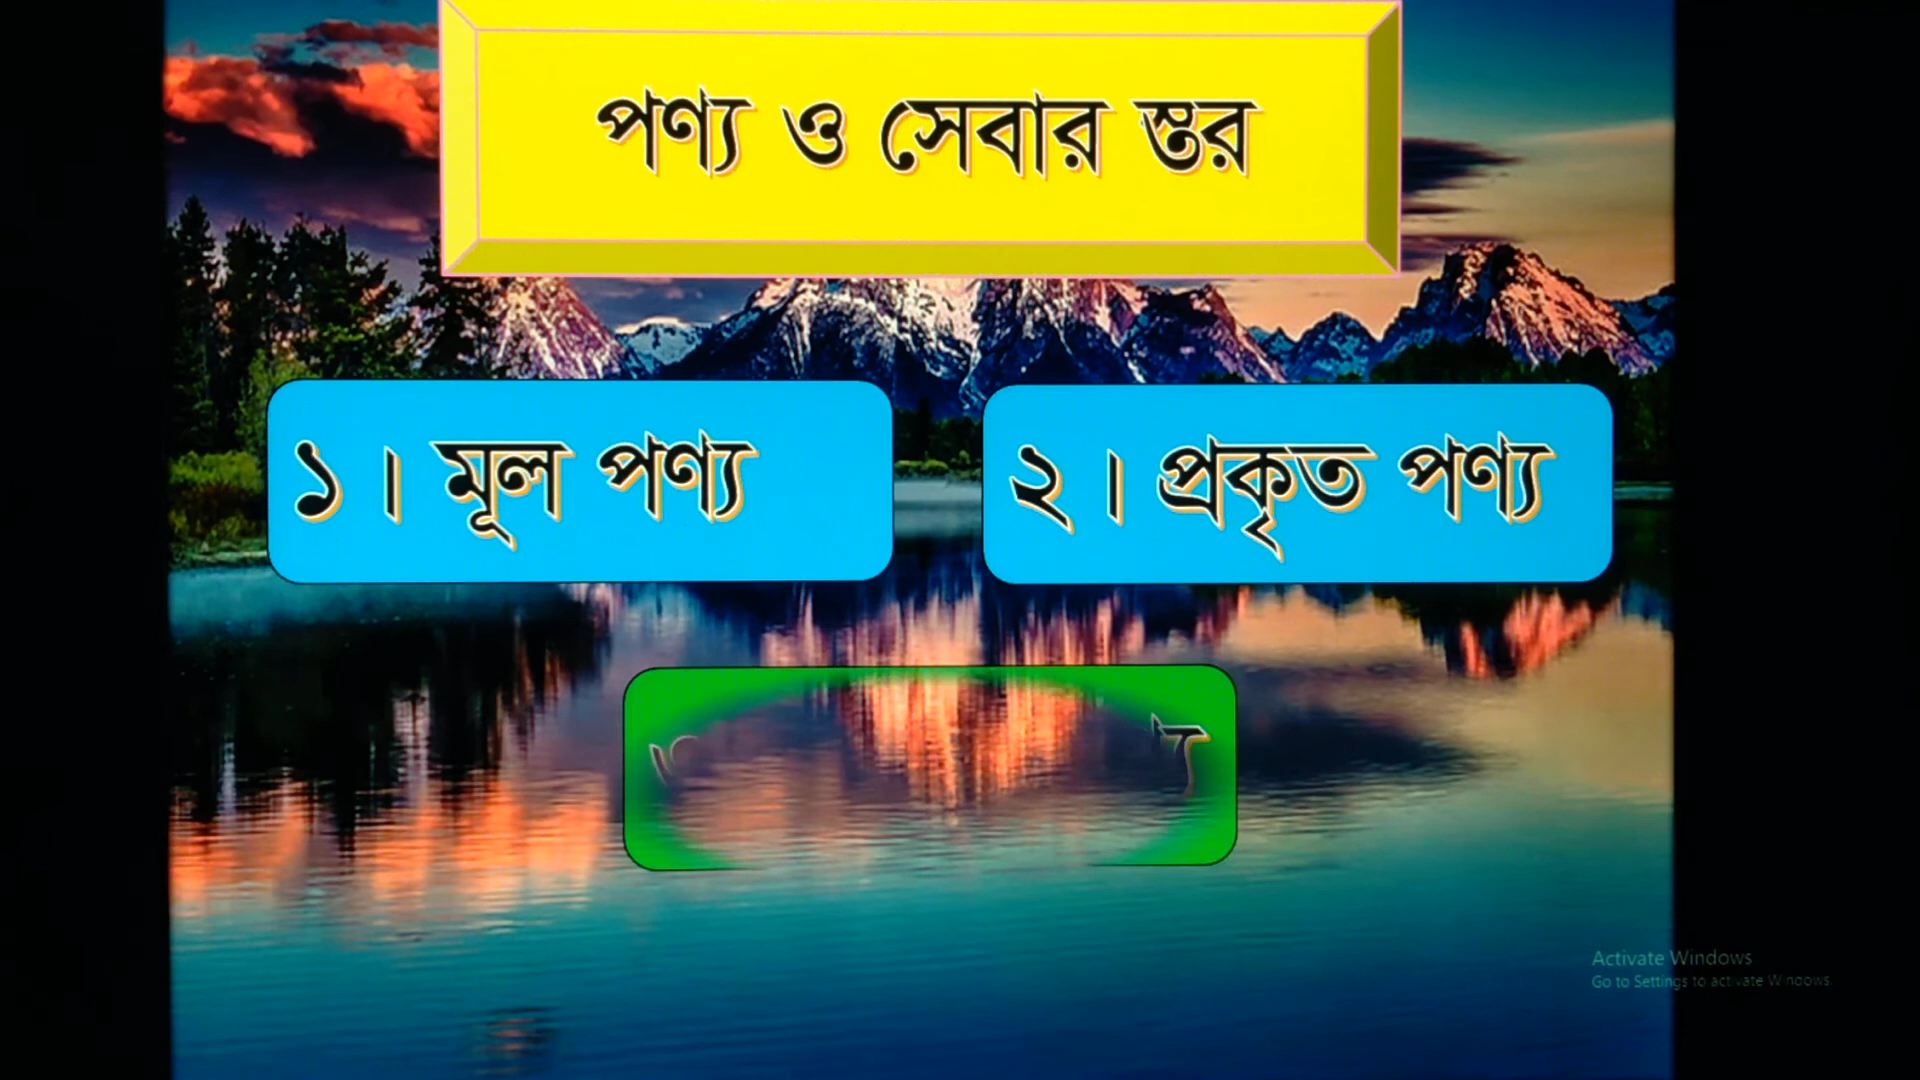 পণ্য ও সেবার স্তর
১। মূল পণ্য
২। প্রকৃত পণ্য
Activate Windows
Go to Settings to activate Windows.